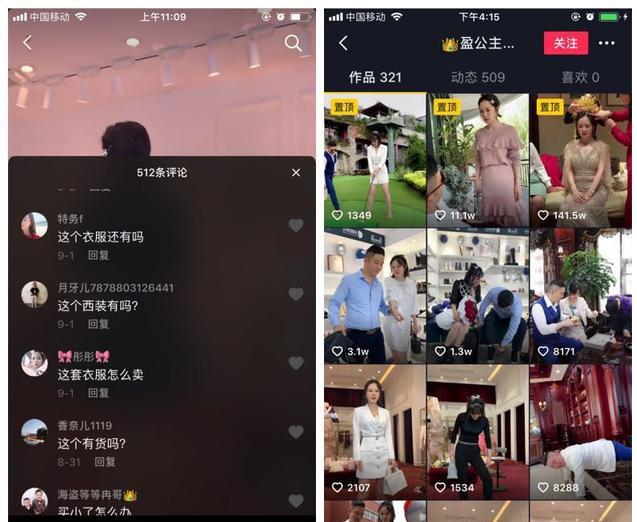 中国移动
上午11:09
512条评论
×
特务f
这个衣服还有吗
9-1 回复
月牙儿7878803126441
这个西装有吗?
9-1 回复
🎀彤彤🎀
这套衣服怎么卖
9-1 回复
香奈儿1119
这个有货吗?
8-31 回复
海盗等等冉哥👑
买小了怎么办
中国移动
下午4:15
👑盈公主...
关注
作品 321
动态 509
喜欢 0
置顶
置顶
置顶
1349
11.1w
141.5w
3.1w
1.3w
8171
2107
1534
8288